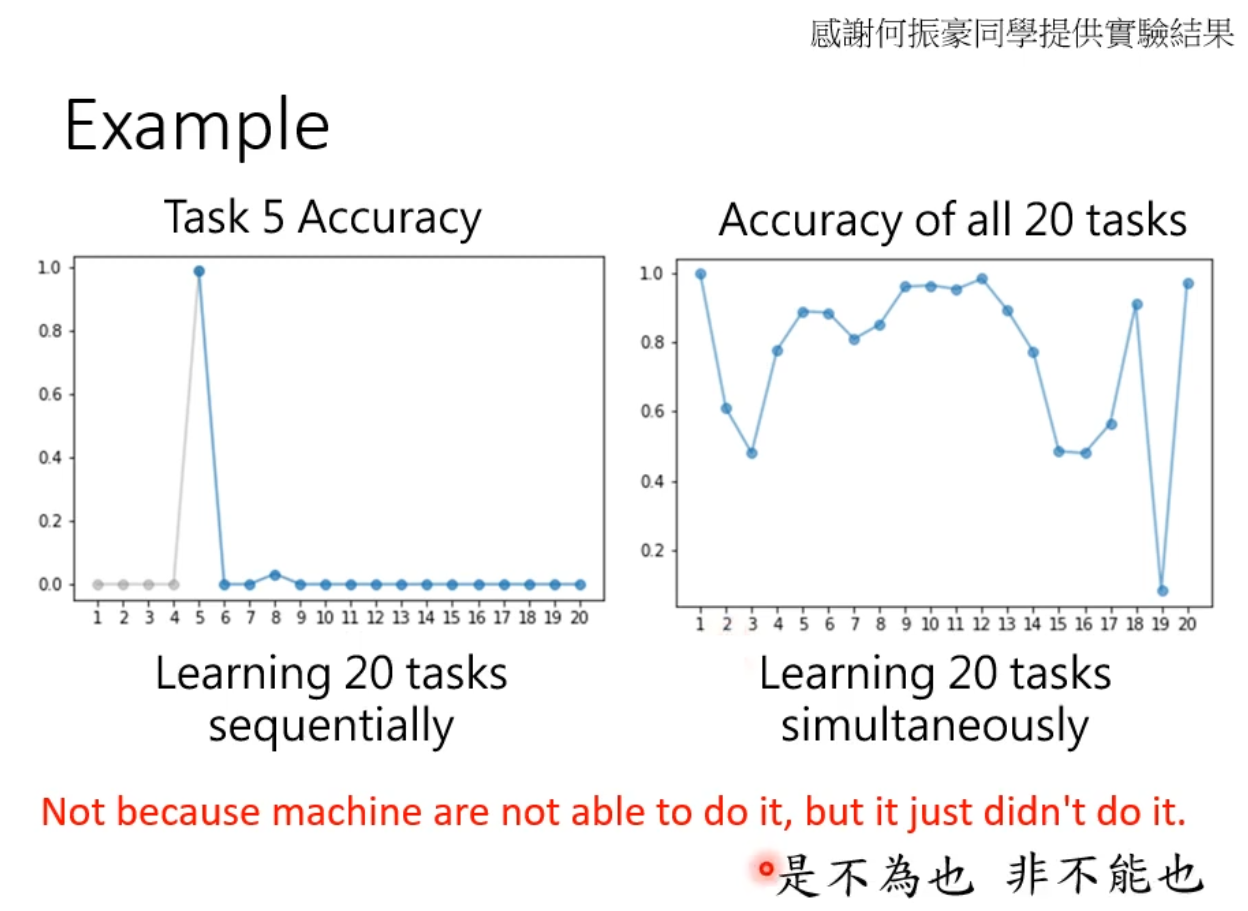 感謝何振豪同學提供實驗結果
Example
Task 5 Accuracy
1.0
0.8
0.6
0.4
0.2
0.0
1 2 3 4 5 6 7 8 9 10 11 12 13 14 15 16 17 18 19 20
Learning 20 tasks
sequentially
Accuracy of all 20 tasks
1.0
0.8
0.6
0.4
0.2
1 2 3 4 5 6 7 8 9 10 11 12 13 14 15 16 17 18 19 20
Learning 20 tasks
simultaneously
Not because machine are not able to do it, but it just didn't do it.
是不為也 非不能也